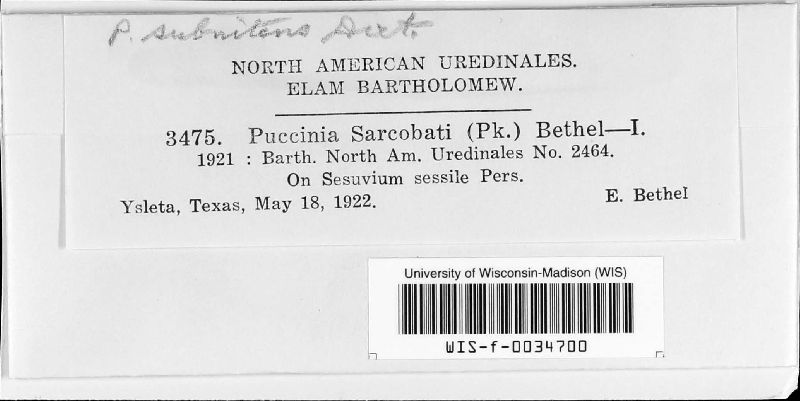 P. subnitens Diet.
NORTH AMERICAN UREDINALES.
ELAM BARTHOLOMEW.
3475. Puccinia Sarcobati (Pk.) Bethel—I.
1921 : Barth. North Am. Uredinales No. 2464.
On Sesuvium sessile Pers.
Ysleta, Texas, May 18, 1922. E. Bethel
University of Wisconsin-Madison (WIS)
WIS-f-0034700